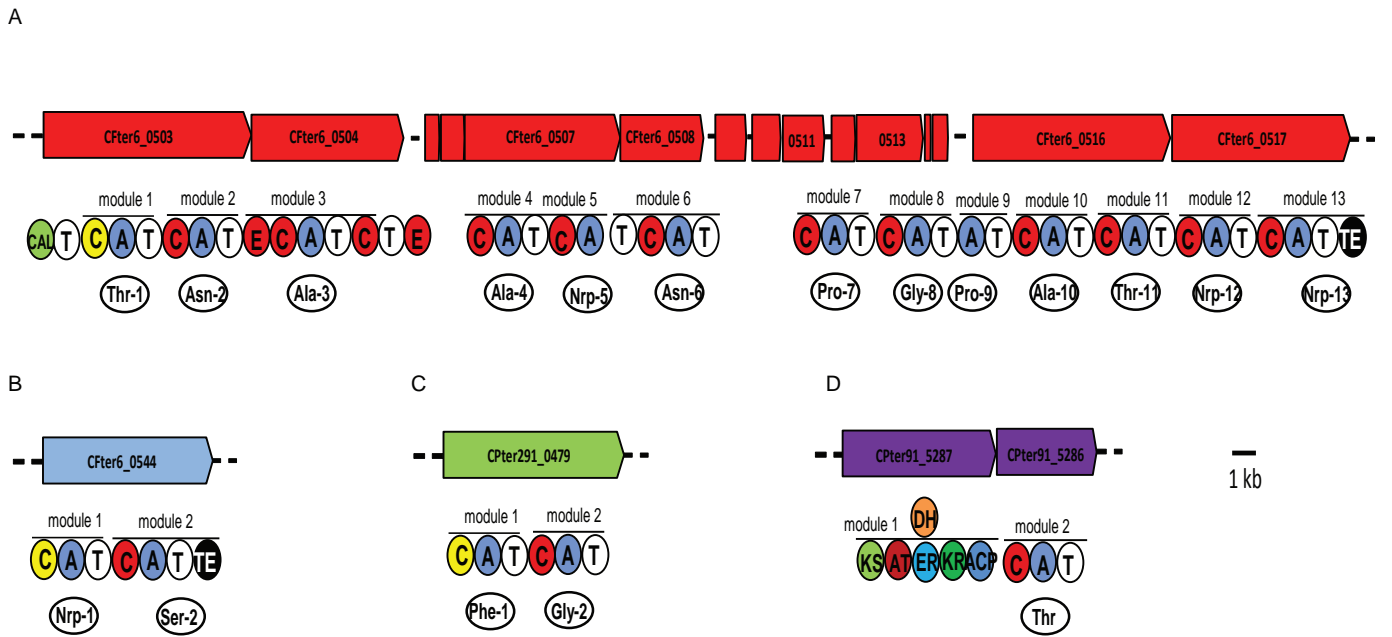 A
CFter6_0503 CFter6_0504 CFter6_0507 CFter6_0508 0511 0513 CFter6_0516 CFter6_0517
module 1 module 2 module 3 module 4 module 5 module 6 module 7 module 8 module 9 module 10 module 11 module 12 module 13
CAL T C A T C A T E C A T C T E C A T C A T C A T C A T C A T A T C A T C A T C A T C A T TE
Thr-1 Asn-2 Ala-3 Ala-4 Nrp-5 Asn-6 Pro-7 Gly-8 Pro-9 Ala-10 Thr-11 Nrp-12 Nrp-13
B
CFter6_0544
module 1 module 2
C A T C A T TE
Nrp-1 Ser-2
C
CPter291_0479
module 1 module 2
C A T C A T
Phe-1 Gly-2
D
CPter91_5287 CPter91_5286
1 kb
DH
module 1 module 2
KS AT ER KR ACP C A T
Thr